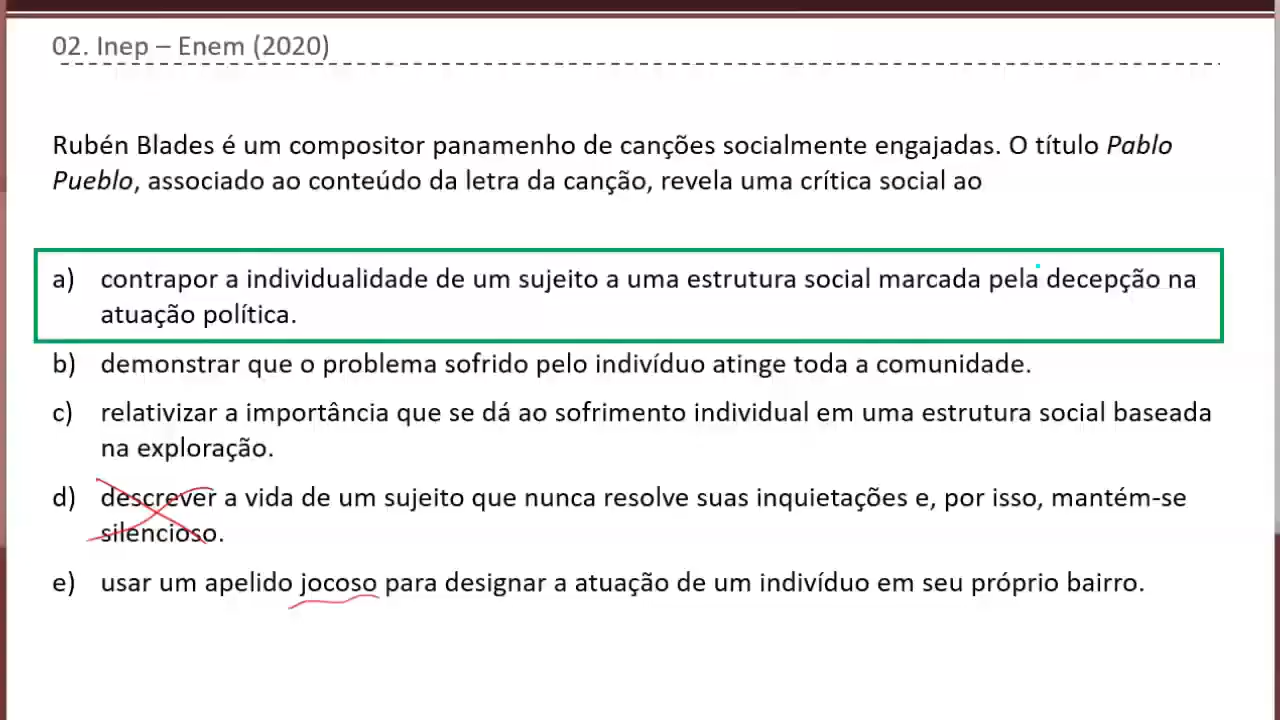 02. Inep – Enem (2020)
Rubén Blades é um compositor panamenho de canções socialmente engajadas. O título Pablo
Pueblo, associado ao conteúdo da letra da canção, revela uma crítica social ao
a) contrapor a individualidade de um sujeito a uma estrutura social marcada pela decepção na
atuação política.
b) demonstrar que o problema sofrido pelo indivíduo atinge toda a comunidade.
c) relativizar a importância que se dá ao sofrimento individual em uma estrutura social baseada
na exploração.
d) descrever a vida de um sujeito que nunca resolve suas inquietações e, por isso, mantém-se
silencioso.
e) usar um apelido jocoso para designar a atuação de um indivíduo em seu próprio bairro.